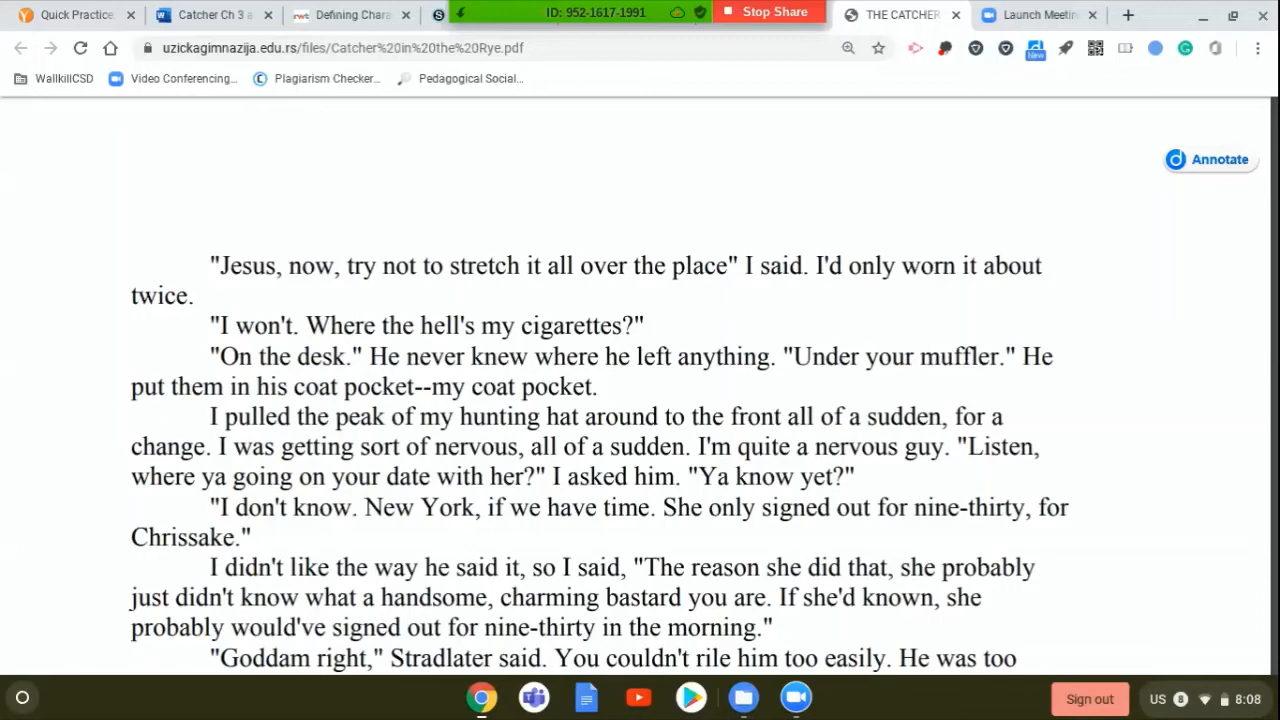 Quick Practice.
Catcher Ch 3 a
Defining Chara
ID: 952-1617-1991
Stop Share
THE CATCHER
Launch Meetin
uzickagimnazija.edu.rs/files/Catcher%20in%20the%20Rye.pdf
New
WallkillCSD
Video Conferencing...
Plagiarism Checker...
Pedagogical Social...
Annotate
"Jesus, now, try not to stretch it all over the place" I said. I'd only worn it about
twice.
"I won't. Where the hell's my cigarettes?"
"On the desk." He never knew where he left anything. "Under your muffler." He
put them in his coat pocket--my coat pocket.
I pulled the peak of my hunting hat around to the front all of a sudden, for a
change. I was getting sort of nervous, all of a sudden. I'm quite a nervous guy. "Listen,
where ya going on your date with her?" I asked him. "Ya know yet?"
"I don't know. New York, if we have time. She only signed out for nine-thirty, for
Chrissake."
I didn't like the way he said it, so I said, "The reason she did that, she probably
just didn't know what a handsome, charming bastard you are. If she'd known, she
probably would've signed out for nine-thirty in the morning."
"Goddam right," Stradlater said. You couldn't rile him too easily. He was too
Sign out
US 8 8:08